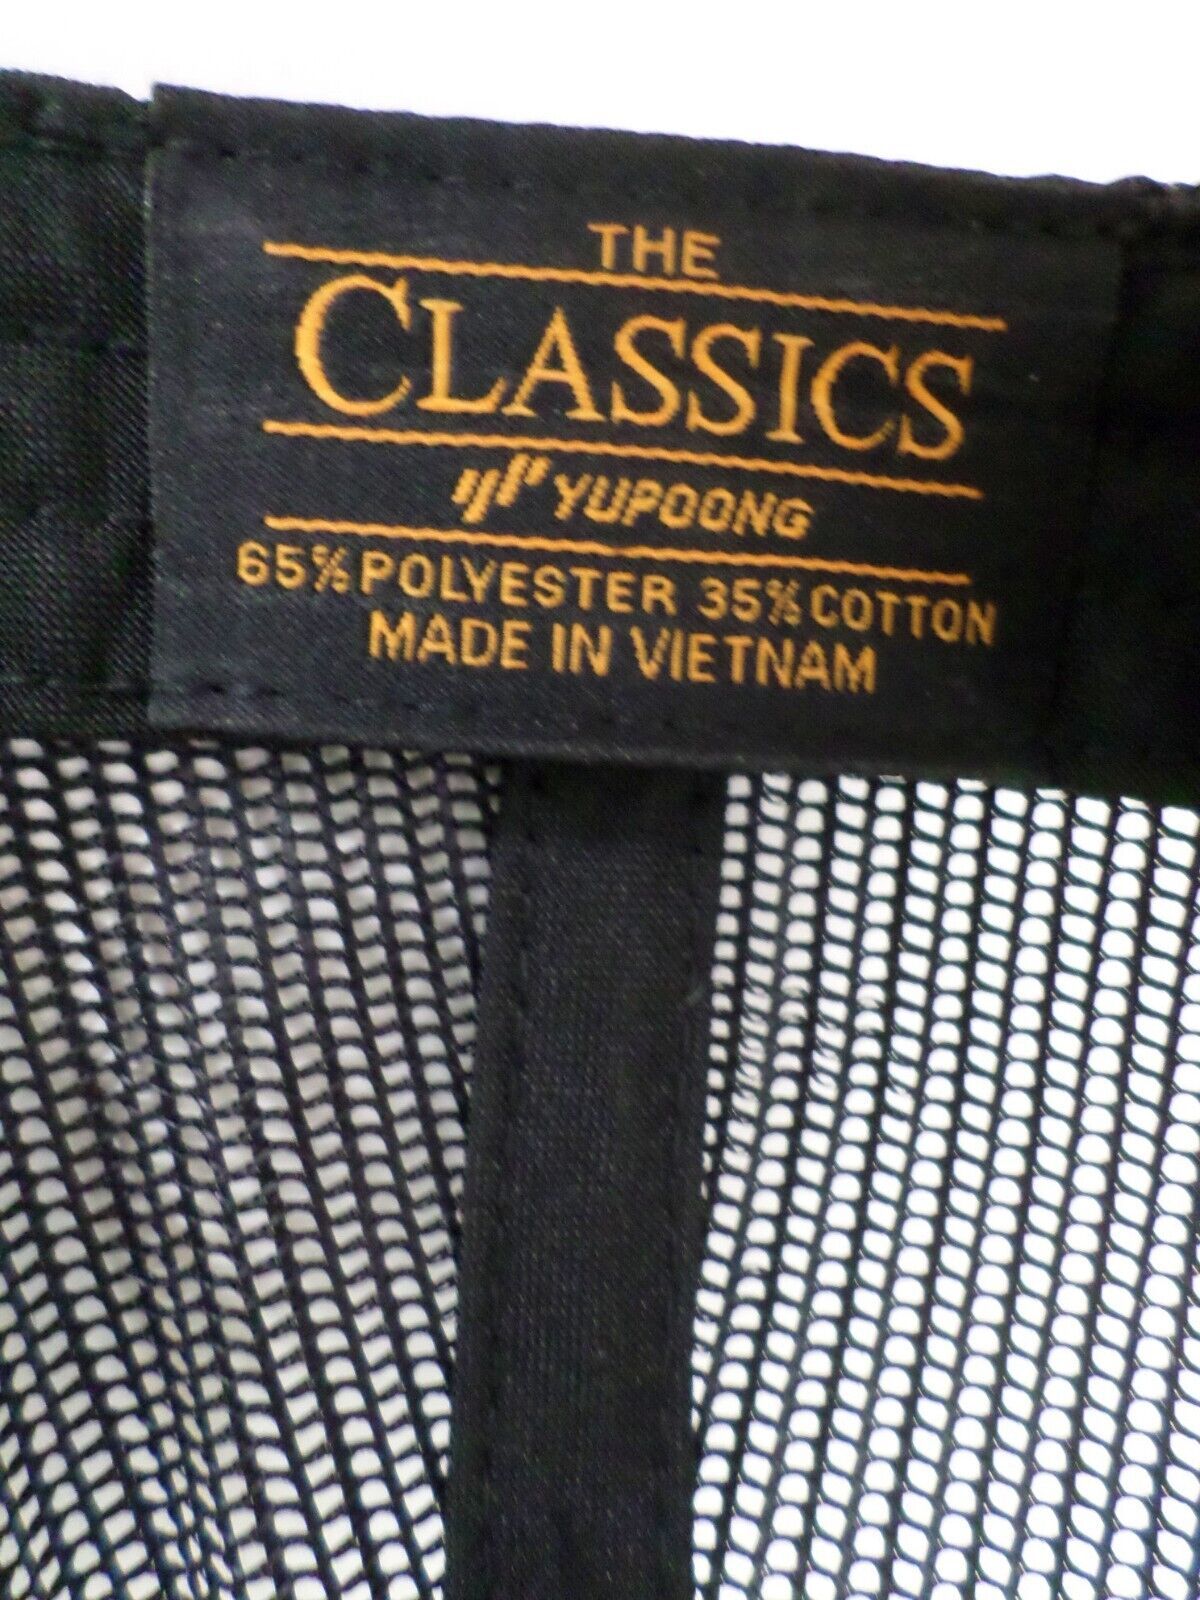 THE
CLASSICS
YUPOONG
65% POLYESTER 35% COTTON
MADE IN VIETNAM